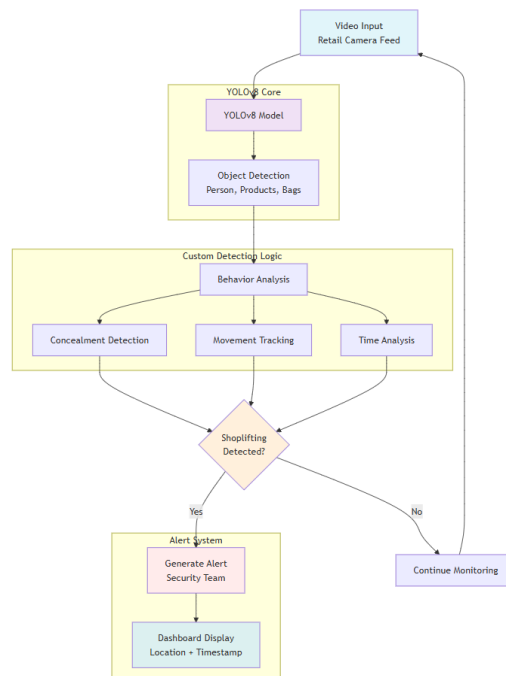 Video Input
Retail Camera Feed
YOLOv8 Core
YOLOv8 Model
Object Detection
Person, Products, Bags
Custom Detection Logic
Behavior Analysis
Concealment Detection
Movement Tracking
Time Analysis
Shoplifting
Detected?
Yes
No
Alert System
Generate Alert
Security Team
Continue Monitoring
Dashboard Display
Location + Timestamp